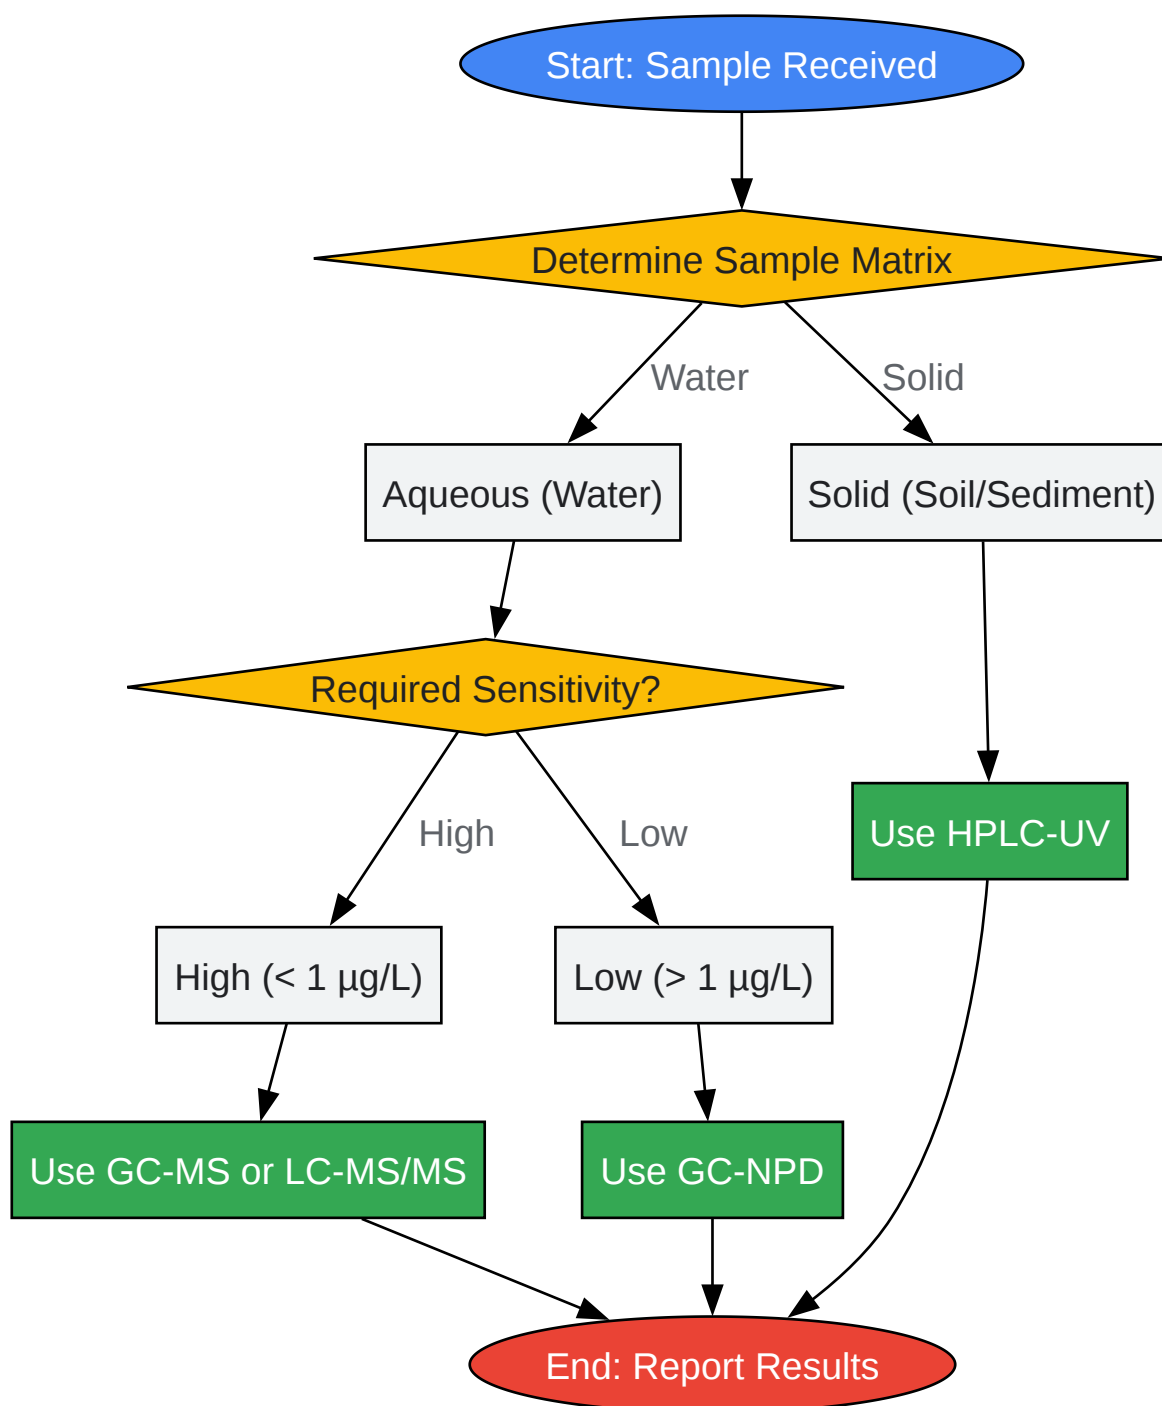 Start: Sample Received
Determine Sample Matrix
Water
Solid
Aqueous (Water)
Solid (Soil/Sediment)
Required Sensitivity?
High
Low
Use HPLC-UV
High (< 1 µg/L)
Low (> 1 µg/L)
Use GC-MS or LC-MS/MS
Use GC-NPD
End: Report Results